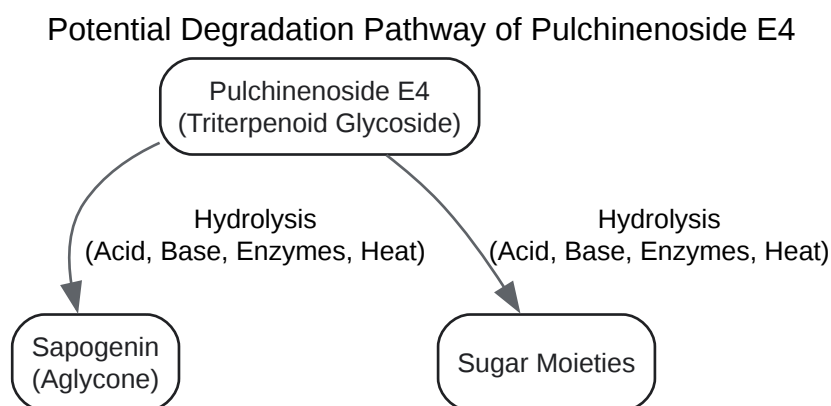 Potential Degradation Pathway of Pulchinenoside E4
Pulchinenoside E4
(Triterpenoid Glycoside)
Hydrolysis
(Acid, Base, Enzymes, Heat)
Hydrolysis
(Acid, Base, Enzymes, Heat)
Sapogenin
(Aglycone)
Sugar Moieties